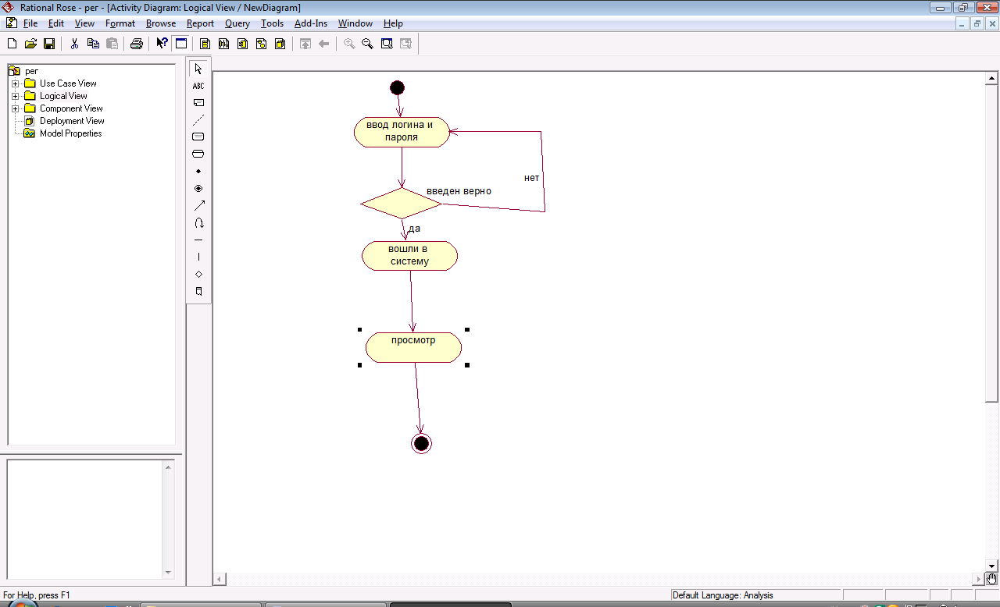 Rational Rose - per - [Activity Diagram: Logical View / NewDiagram]
File Edit View Format Browse Report Query Tools Add-Ins Window Help
per
Use Case View
Logical View
Component View
Deployment View
Model Properties
ABC
ввод логина и
пароля
нет
введен верно
да
вошли в
систему
просмотр
For Help, press F1
Default Language: Analysis